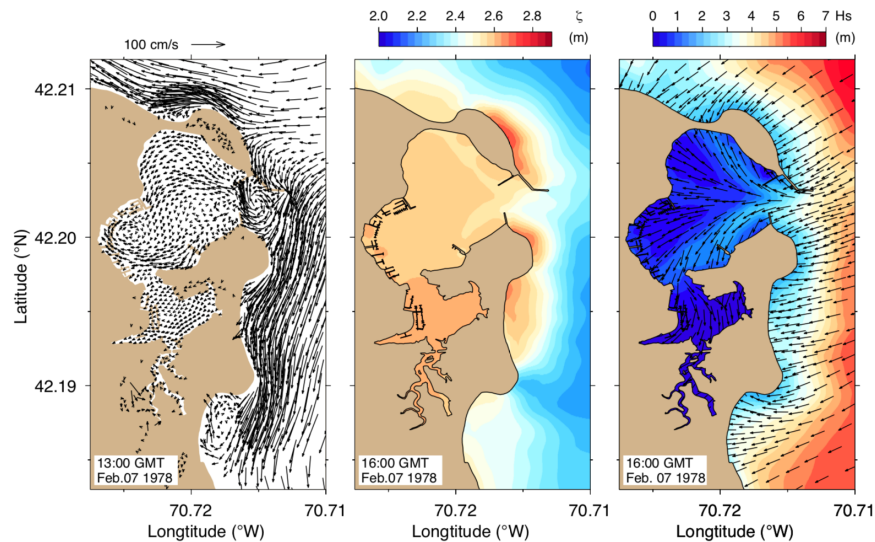 100 cm/s
2.0 2.2 2.4 2.6 2.8 ζ
(m)
0 1 2 3 4 5 6 7 Hs
(m)
42.21
42.20
42.19
Latitude (°N)
13:00 GMT
Feb.07 1978
16:00 GMT
Feb.07 1978
16:00 GMT
Feb. 07 1978
70.72 70.71
70.72 70.71
70.72 70.71
Longtitude (°W)
Longtitude (°W)
Longtitude (°W)